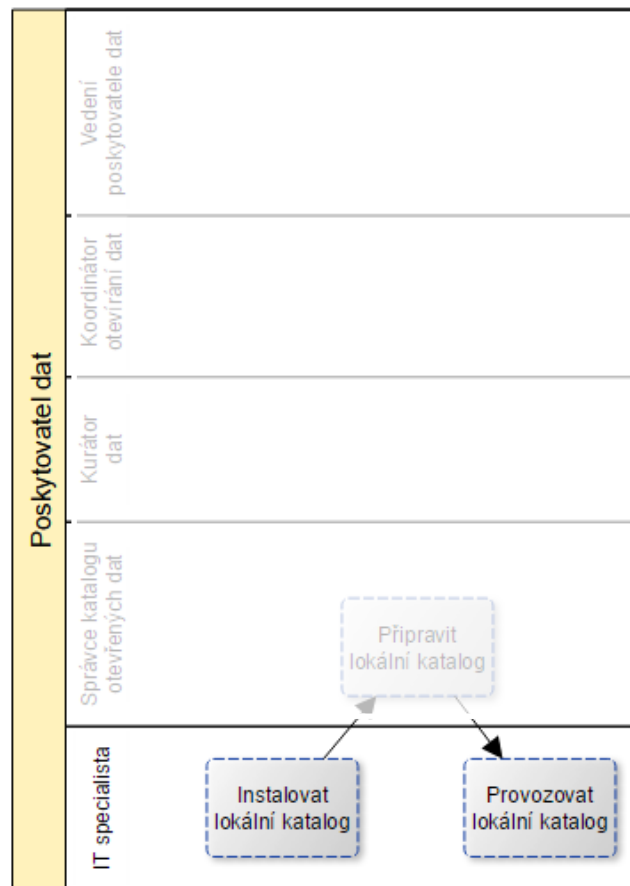 Poskytovatel dat
Vedení
poskytovatele dat
Koordinátor
otevírání dat
Kurátor
dat
Správce katalogu
otevřených dat
Připravit
lokální katalog
IT specialista
Instalovat
lokální katalog
Provozovat
lokální katalog